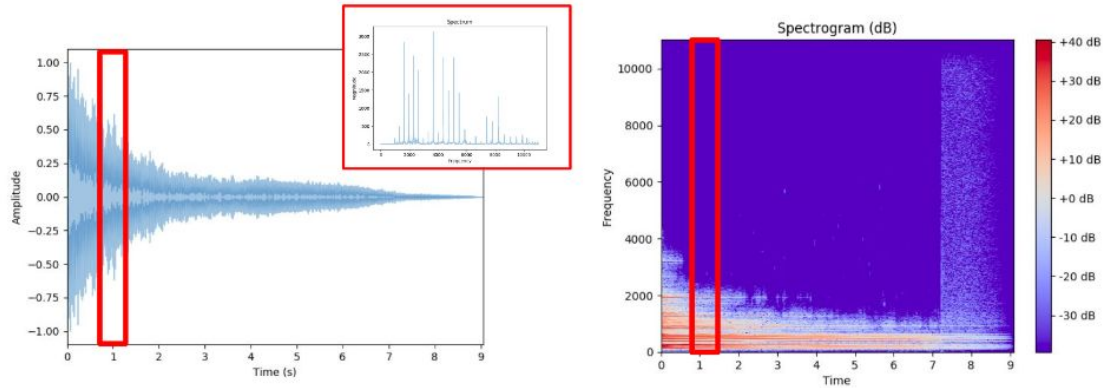 1.00
0.75
0.50
0.25
0.00
-0.25
-0.50
-0.75
-1.00
Amplitude
0 1 2 3 4 5 6 7 8 9
Time (s)
Spectrum
Magnitude
Frequency
Spectrogram (dB)
10000
8000
6000
4000
2000
0
Frequency
0 1 2 3 4 5 6 7 8 9
Time
+40 dB
+30 dB
+20 dB
+10 dB
+0 dB
-10 dB
-20 dB
-30 dB